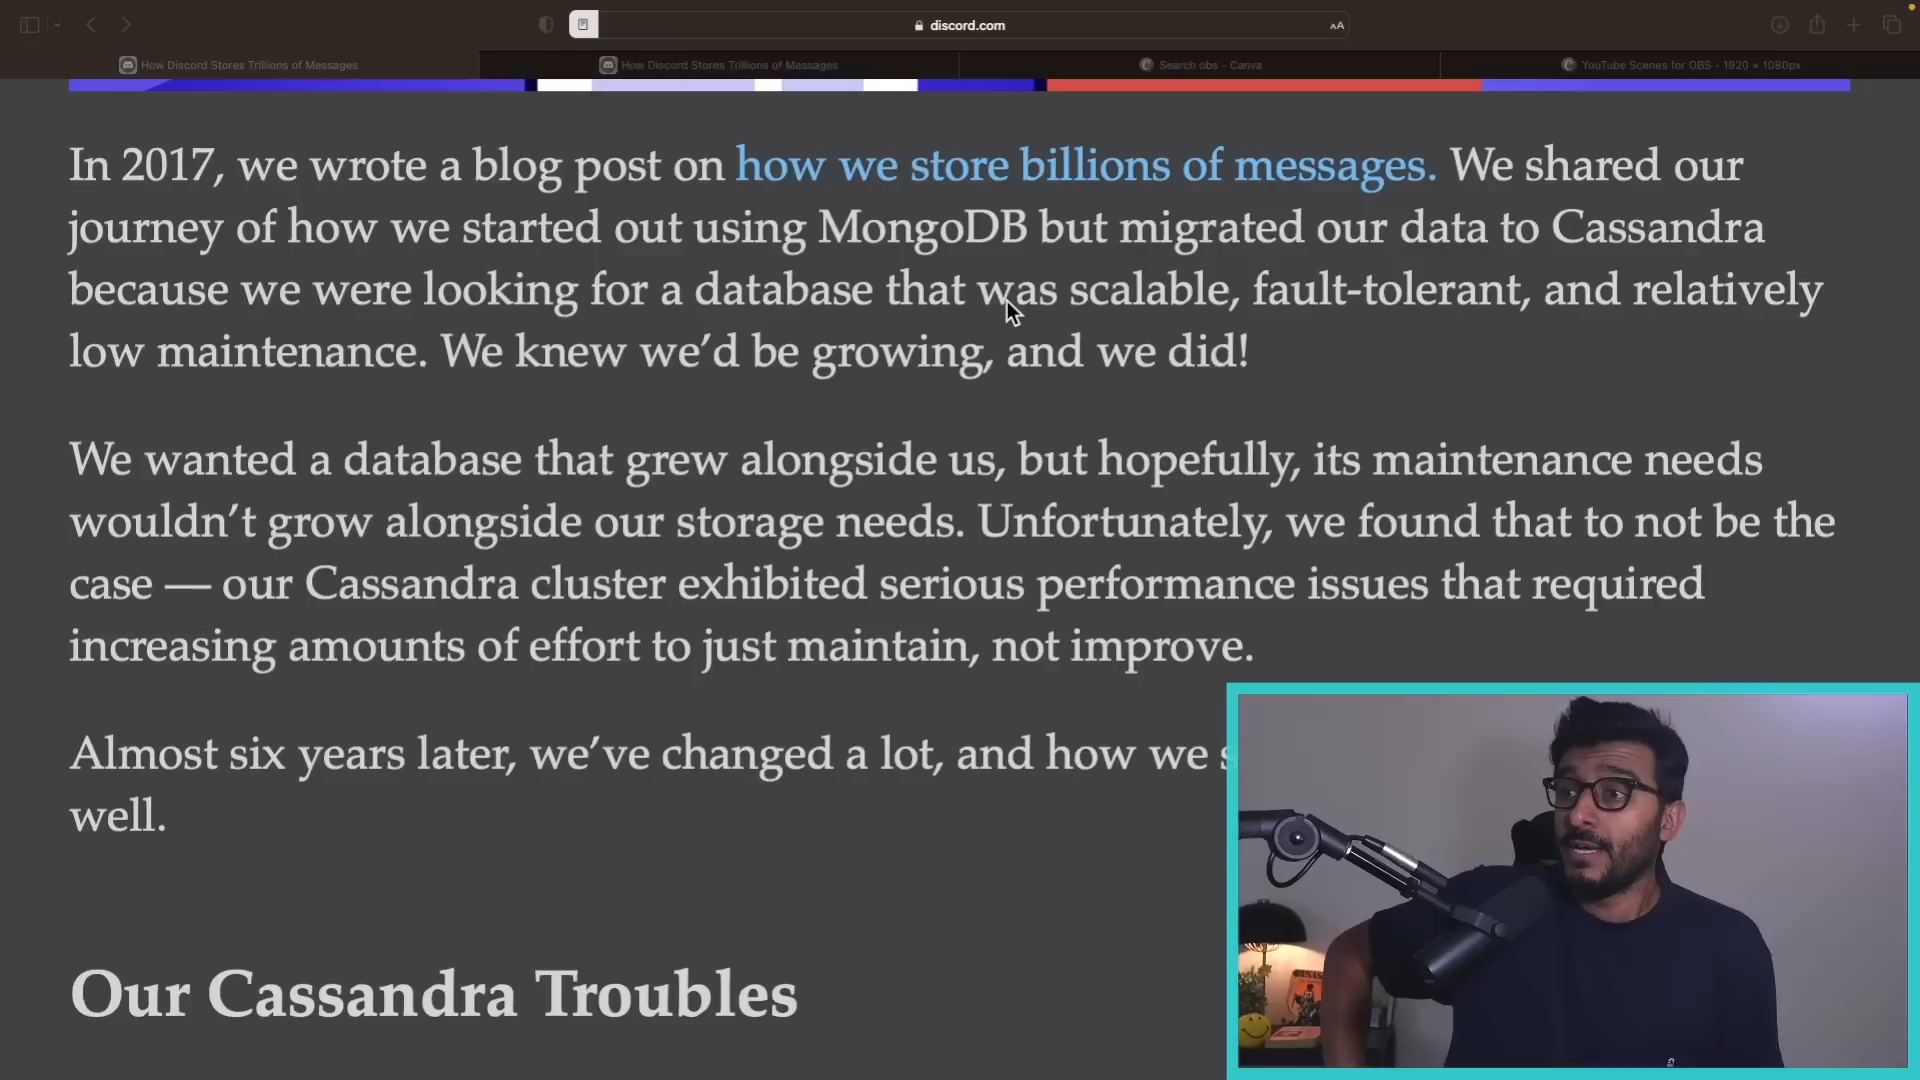 discord.com
AA
How Discord Stores Trillions of Messages
How Discord Stores Trillions of Messages
Search obs - Canva
YouTube Scenes for OBS - 1920 × 1080px
In 2017, we wrote a blog post on how we store billions of messages. We shared our
journey of how we started out using MongoDB but migrated our data to Cassandra
because we were looking for a database that was scalable, fault-tolerant, and relatively
low maintenance. We knew we’d be growing, and we did!
We wanted a database that grew alongside us, but hopefully, its maintenance needs
wouldn’t grow alongside our storage needs. Unfortunately, we found that to not be the
case — our Cassandra cluster exhibited serious performance issues that required
increasing amounts of effort to just maintain, not improve.
Almost six years later, we’ve changed a lot, and how we s
well.
Our Cassandra Troubles